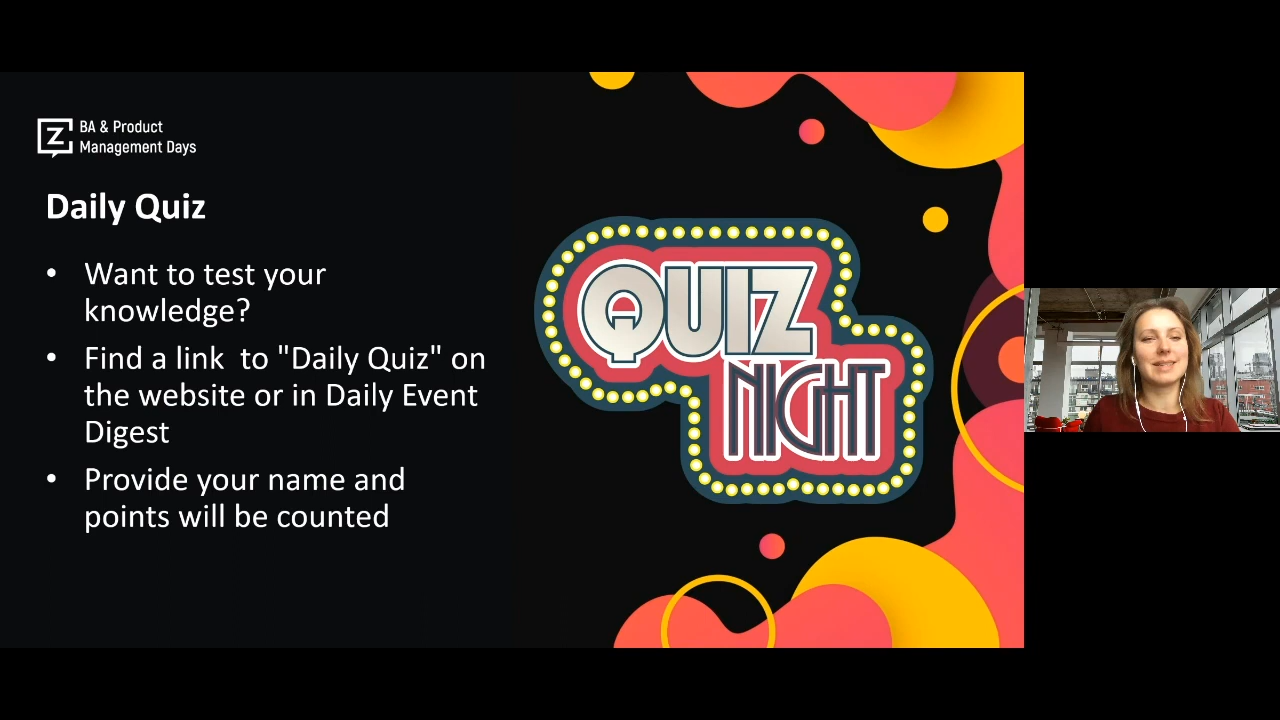 Z
BA & Product
Management Days
Daily Quiz
• Want to test your
knowledge?
• Find a link  to "Daily Quiz" on
the website or in Daily Event
Digest
• Provide your name and
points will be counted
QUIZ
NIGHT